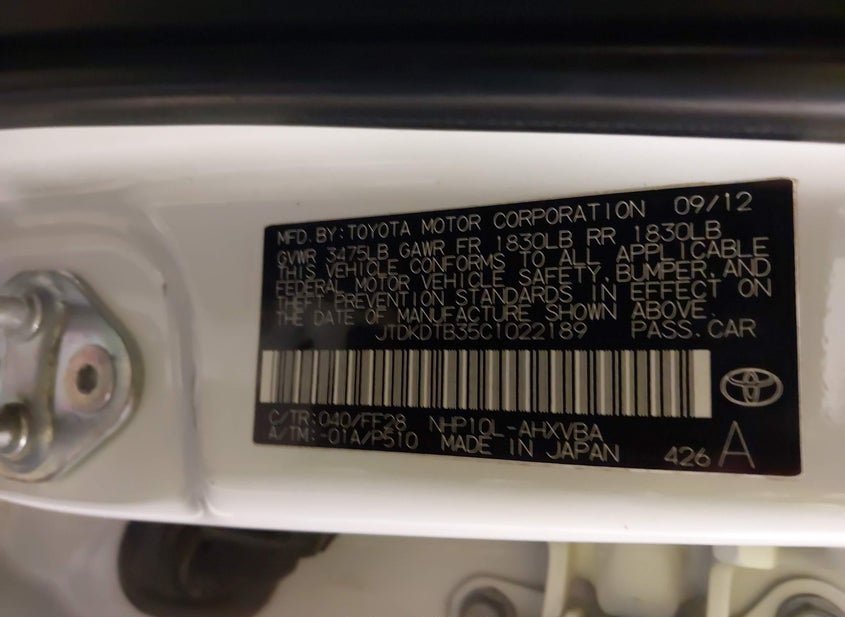 MFD. BY: TOYOTA MOTOR CORPORATION 09/12
GVWR 3475LB GAWR FR 1830LB RR 1830LB
THIS VEHICLE CONFORMS TO ALL APPLICABLE
FEDERAL MOTOR VEHICLE SAFETY, BUMPER, AND
THEFT PREVENTION STANDARDS IN EFFECT ON
THE DATE OF MANUFACTURE SHOWN ABOVE.
JTDKDTB35C1022189 PASS. CAR
C/TR: 040/FF28 NHP10L-AHXVBA
A/TM: -01A/P510 MADE IN JAPAN 426 A